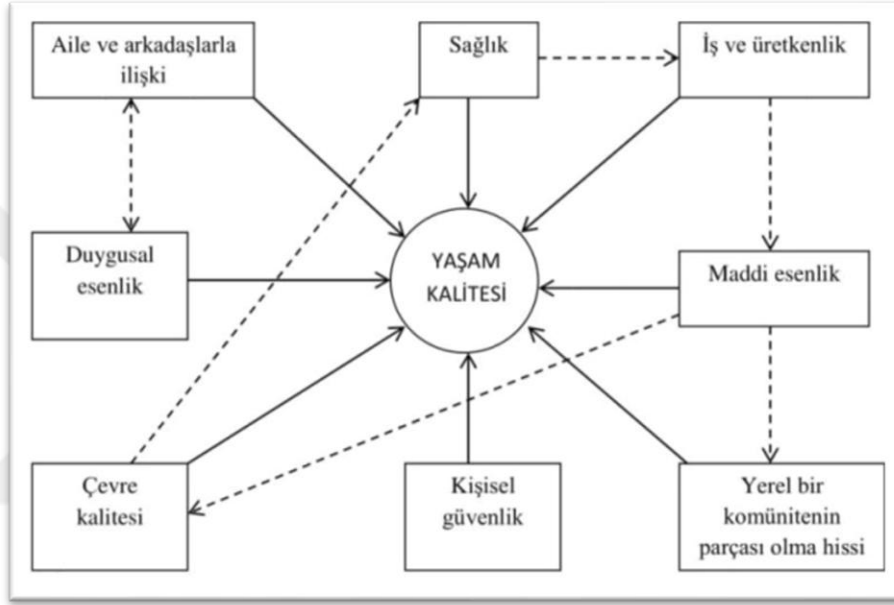 Aile ve arkadaşlarla
ilişki
Sağlık
İş ve üretkenlik
Duygusal
esenlik
YAŞAM
KALİTESİ
Maddi esenlik
Çevre
kalitesi
Kişisel
güvenlik
Yerel bir
komünitenin
parçası olma hissi